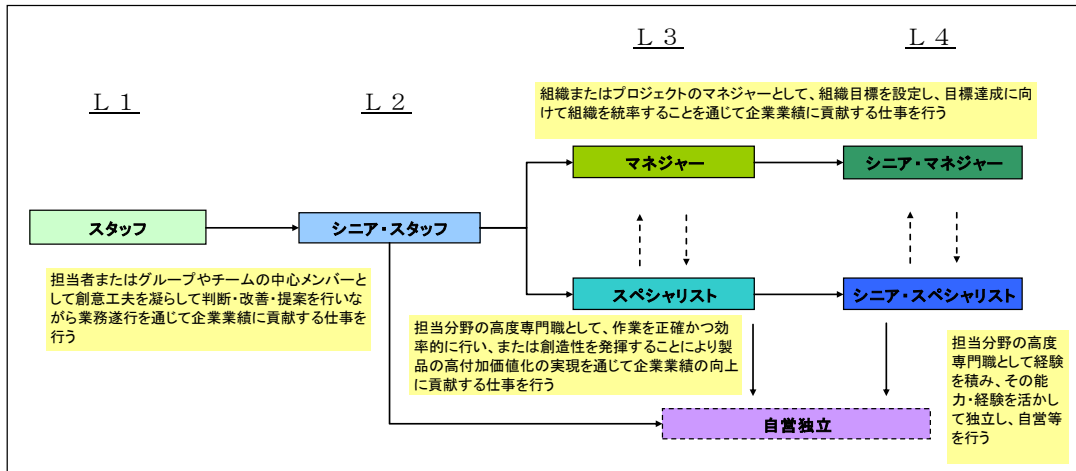 Ｌ３
Ｌ４
Ｌ１
Ｌ２
組織またはプロジェクトのマネジャーとして、組織目標を設定し、目標達成に向
けて組織を統率することを通じて企業業績に貢献する仕事を行う
マネジャー
シニア・マネジャー
スタッフ
シニア・スタッフ
担当者またはグループやチームの中心メンバーと
して創意工夫を凝らして判断・改善・提案を行いな
がら業務遂行を通じて企業業績に貢献する仕事を
行う
スペシャリスト
シニア・スペシャリスト
担当分野の高度専門職として、作業を正確かつ効
率的に行い、または創造性を発揮することにより製
品の高付加価値化の実現を通じて企業業績の向上
に貢献する仕事を行う
担当分野の高度
専門職として経験
を積み、その能
力・経験を活かし
て独立し、自営等
を行う
自営独立